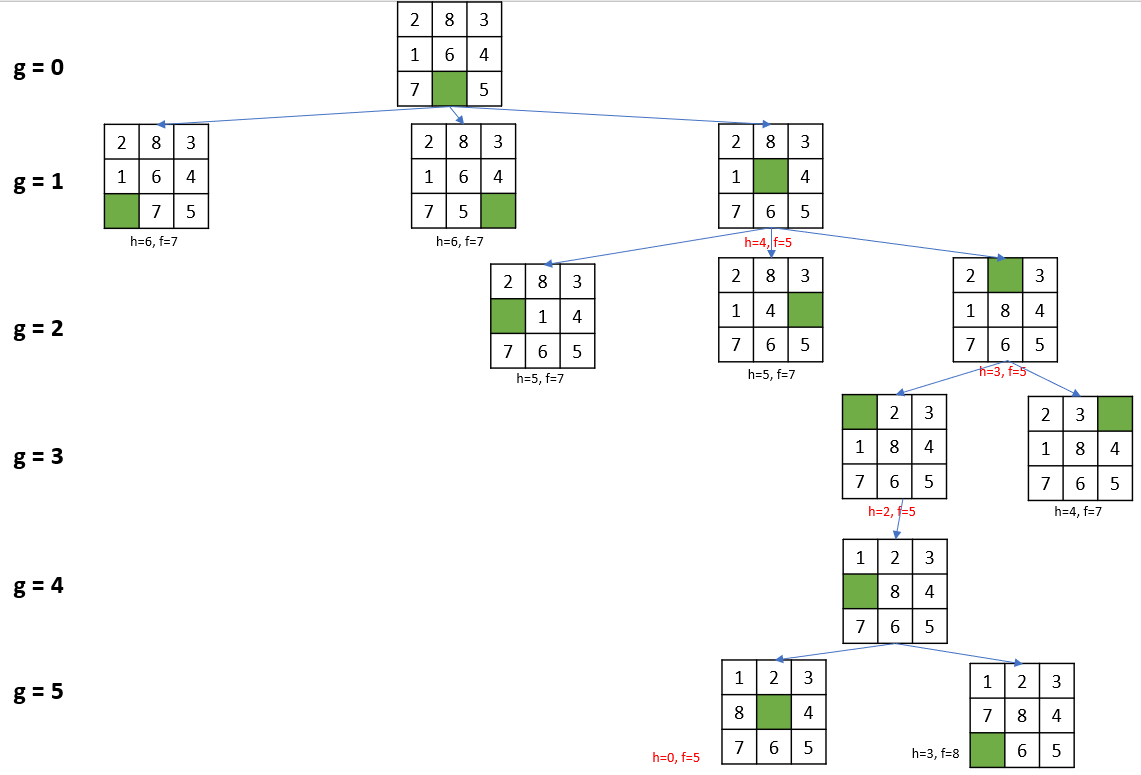 2 8 3
1 6 4
g = 0
7 5
2 8 3
2 8 3
2 8 3
g = 1
1 6 4
1 6 4
1 4
7 5
7 5
7 6 5
h=6, f=7
h=6, f=7
h=4, f=5
2 8 3
2 8 3
2 3
g = 2
1 4
1 4
1 8 4
7 6 5
7 6 5
7 6 5
h=5, f=7
h=5, f=7
h=3, f=5
2 3
2 3
g = 3
1 8 4
1 8 4
7 6 5
7 6 5
h=2, f=5
h=4, f=7
1 2 3
g = 4
8 4
7 6 5
1 2 3
1 2 3
g = 5
8 4
7 8 4
7 6 5
6 5
h=0, f=5
h=3, f=8